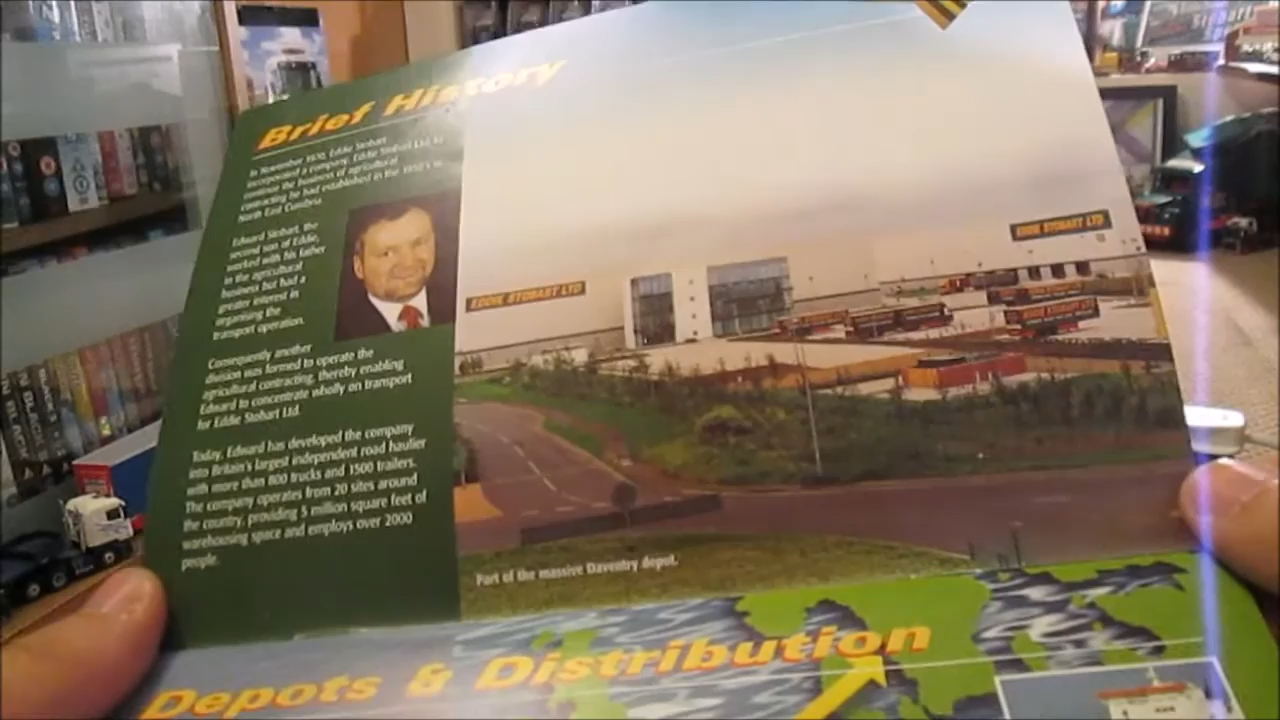 Brief History
In November 1970, Eddie Stobart
incorporated a company, Eddie Stobart Ltd, to
continue the business of agricultural
contracting he had established in the 1950's in
North East Cumbria.
Edward Stobart, the
second son of Eddie,
worked with his father
in the agricultural
business but had a
greater interest in
organising the
transport operation.
Consequently another
division was formed to operate the
agricultural contracting, thereby enabling
Edward to concentrate wholly on transport
for Eddie Stobart Ltd.
Today, Edward has developed the company
into Britain's largest independent road haulier
with more than 800 trucks and 1500 trailers.
The company operates from 20 sites around
the country, providing 5 million square feet of
warehousing space and employs over 2000
people.
EDDIE STOBART LTD
EDDIE STOBART LTD
Part of the massive Daventry depot.
Depots & Distribution
Stobart